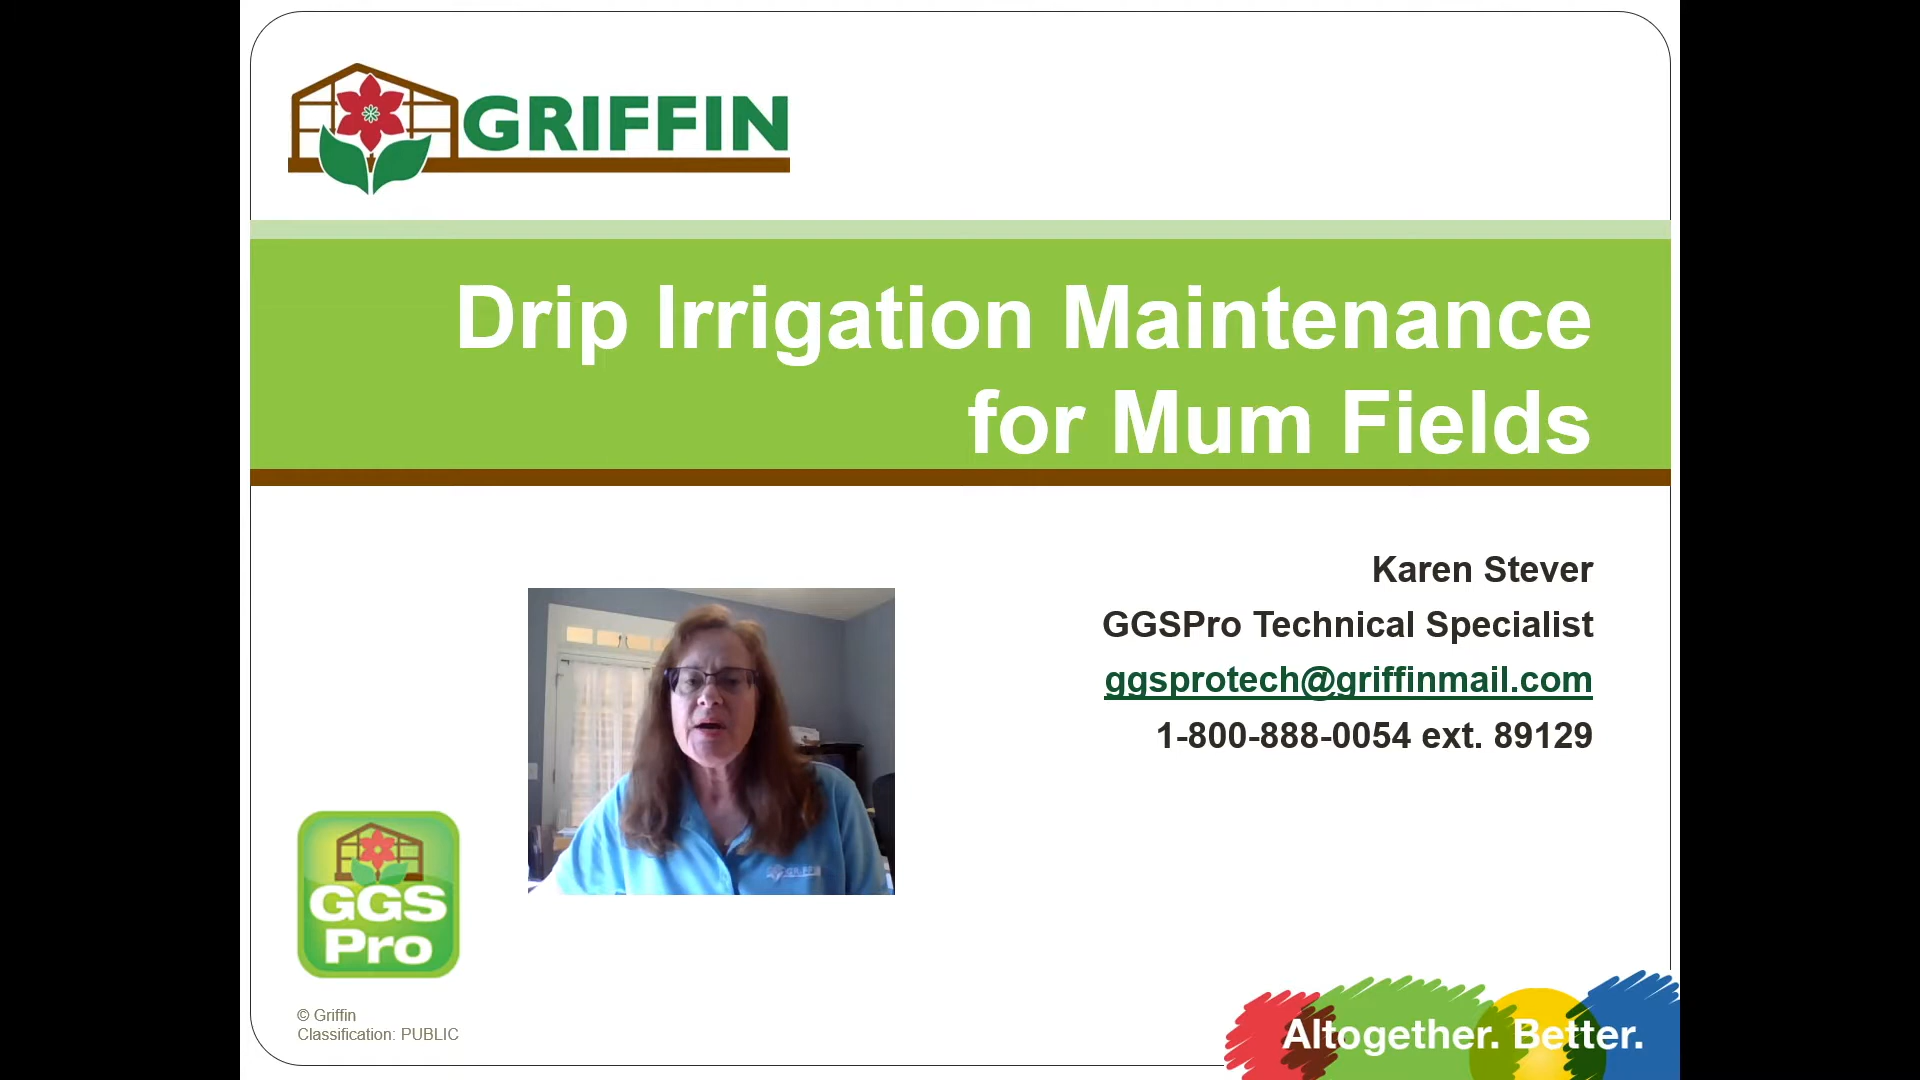 GRIFFIN
Drip Irrigation Maintenance
for Mum Fields
Karen Stever
GGSPro Technical Specialist
ggsprotech@griffinmail.com
1-800-888-0054 ext. 89129
GRIFFIN
GGS
Pro
© Griffin
Classification: PUBLIC
Altogether. Better.